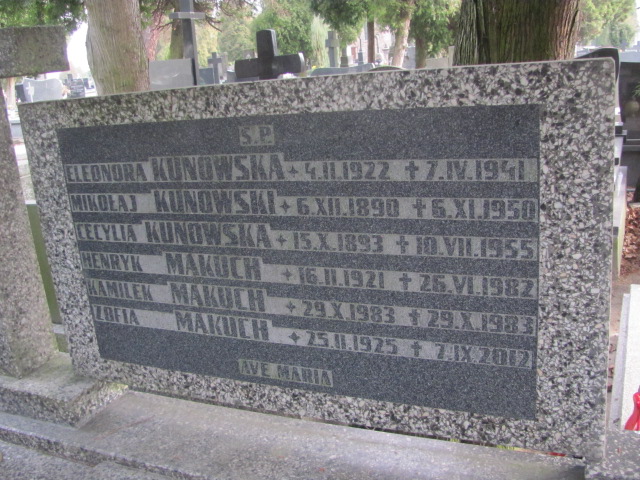 Ś.P.
ELEONORA KUNOWSKA * 4.II.1922 ✝ 7.IV.1941
MIKOŁAJ KUNOWSKI * 6.XII.1890 ✝ 6.XI.1950
CECYLIA KUNOWSKA * 15.X.1893 ✝ 10.VII.1955
HENRYK MAKUCH * 16.II.1921 ✝ 26.VI.1982
KAMILEK MAKUCH * 29.X.1983 ✝ 29.X.1983
ZOFIA MAKUCH * 25.II.1925 ✝ 7.IX.2012
AVE MARIA